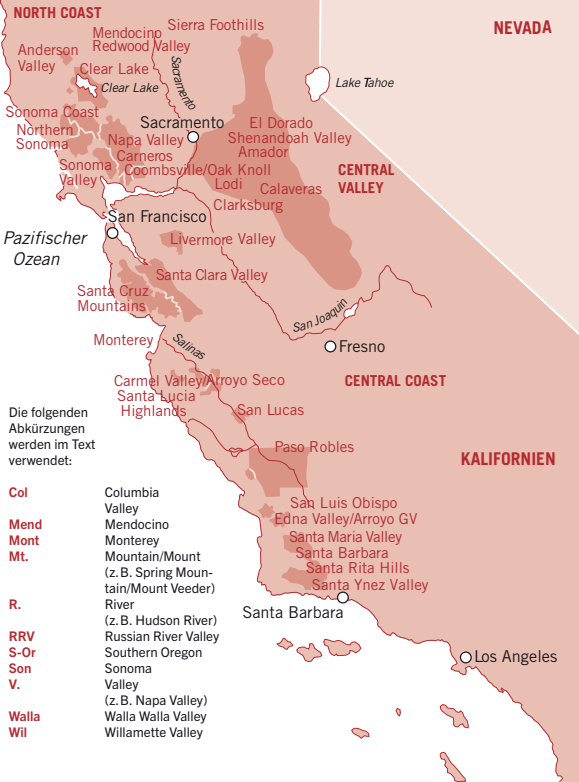 NORTH COAST
Sierra Foothills
NEVADA
Mendocino
Redwood Valley
Anderson
Valley
Clear Lake
Clear Lake
Sacramento
Lake Tahoe
Sonoma Coast
Northern
Sonoma
Sacramento
El Dorado
Napa Valley
Shenandoah Valley
Carneros
Amador
Sonoma
Valley
Coombsville/Oak Knoll
CENTRAL
VALLEY
Lodi
Calaveras
Clarksburg
San Francisco
Pazifischer
Ozean
Livermore Valley
Santa Clara Valley
Santa Cruz
Mountains
San Joaquin
Monterey
Salinas
Fresno
Carmel Valley/Arroyo Seco
CENTRAL COAST
Santa Lucia
Highlands
San Lucas
Paso Robles
KALIFORNIEN
San Luis Obispo
Edna Valley/Arroyo GV
Santa Maria Valley
Santa Barbara
Santa Rita Hills
Santa Ynez Valley
Santa Barbara
Los Angeles
Die folgenden
Abkürzungen
werden im Text
verwendet:
Col Columbia
Valley
Mend Mendocino
Mont Monterey
Mt. Mountain/Mount
(z. B. Spring Moun-
tain/Mount Veeder)
R. River
(z. B. Hudson River)
RRV Russian River Valley
S-Or Southern Oregon
Son Sonoma
V. Valley
(z. B. Napa Valley)
Walla Walla Walla Valley
Wil Willamette Valley